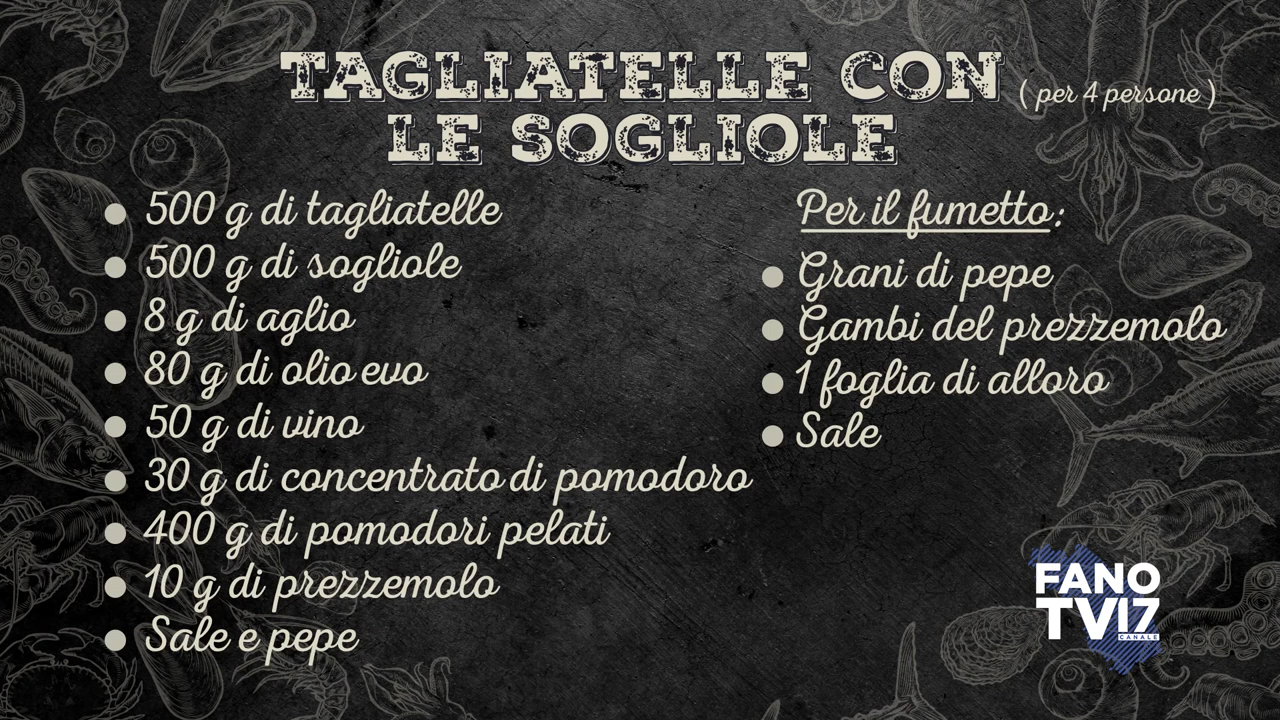 TAGLIATELLE CON
LE SOGLIOLE
( per 4 persone )
500 g di tagliatelle
500 g di sogliole
8 g di aglio
80 g di olio evo
50 g di vino
30 g di concentrato di pomodoro
400 g di pomodori pelati
10 g di prezzemolo
Sale e pepe
Per il fumetto:
Grani di pepe
Gambi del prezzemolo
1 foglia di alloro
Sale
FANO
TV17
CANALE